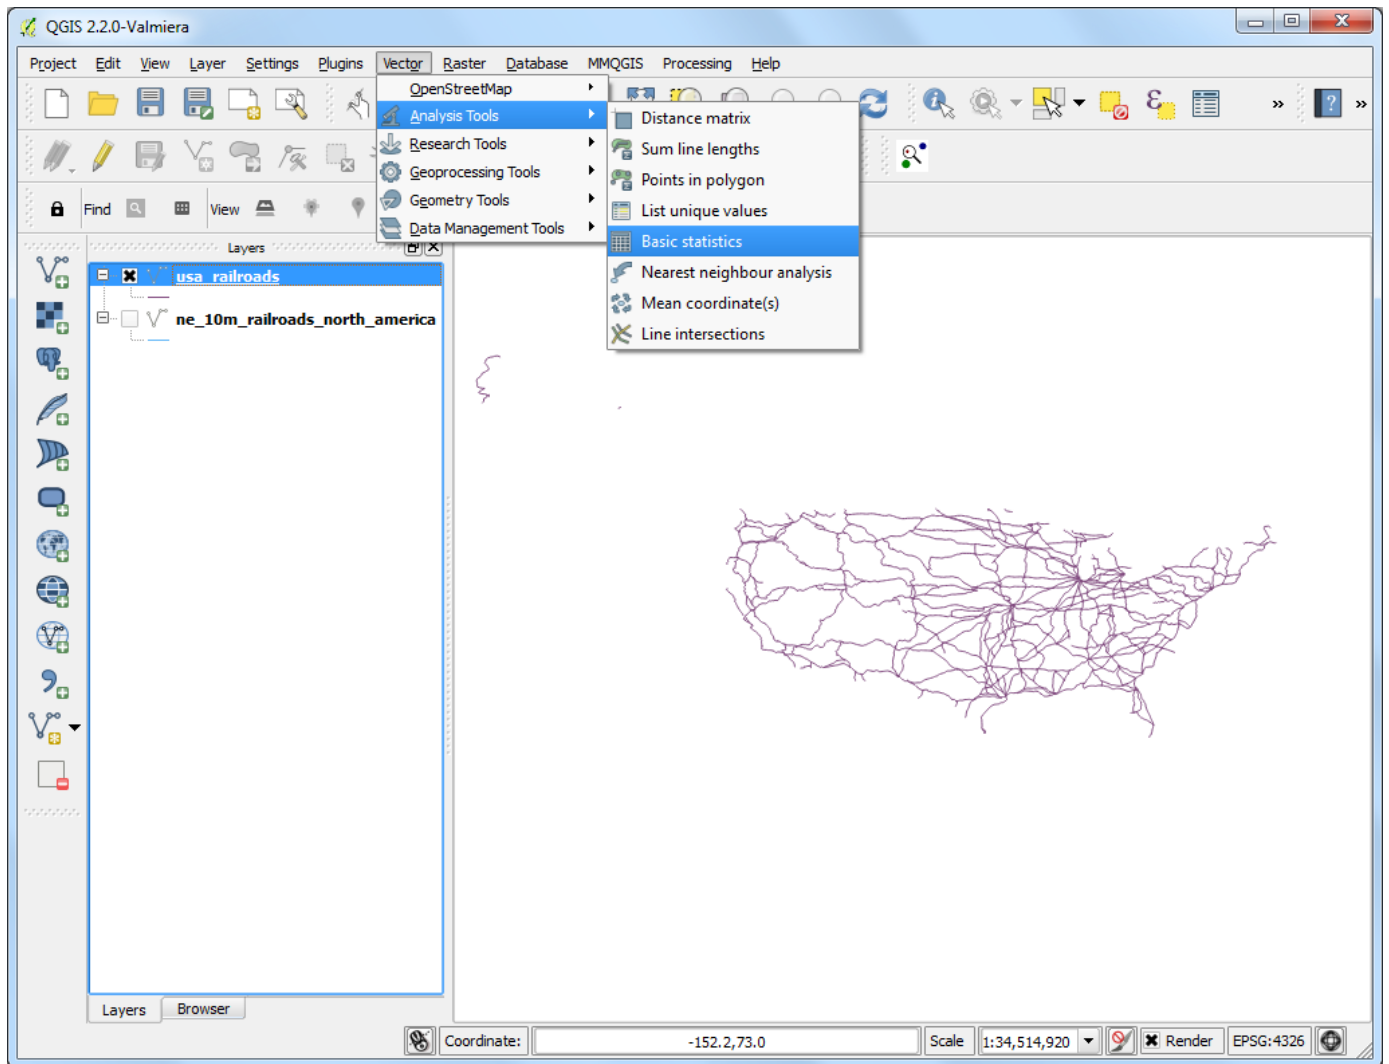 QGIS 2.2.0-Valmiera
Project Edit View Layer Settings Plugins Vector Raster Database MMQGIS Processing Help
OpenStreetMap
Analysis Tools
Research Tools
Geoprocessing Tools
Geometry Tools
Data Management Tools
Distance matrix
Sum line lengths
Points in polygon
List unique values
Basic statistics
Nearest neighbour analysis
Mean coordinate(s)
Line intersections
Find View
Layers
usa_railroads
ne_10m_railroads_north_america
Layers Browser
Coordinate: -152.2,73.0 Scale 1:34,514,920 Render EPSG:4326